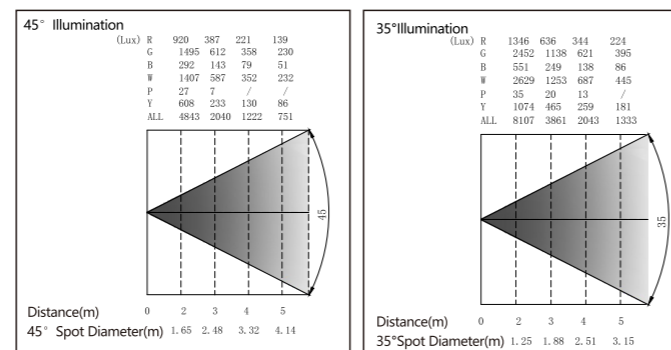 45° Illumination
(Lux) R 920 387 221 139
G 1495 612 358 230
B 292 143 79 51
W 1407 587 352 232
P 27 7 / /
Y 608 233 130 86
ALL 4843 2040 1222 751
45
Distance(m) 0 2 3 4 5
45° Spot Diameter(m) 1.65 2.48 3.32 4.14
35°Illumination
(Lux) R 1346 636 344 224
G 2452 1138 621 395
B 551 249 138 86
W 2629 1253 687 445
P 35 20 13 /
Y 1074 465 259 181
ALL 8107 3861 2043 1333
35
Distance(m) 0 2 3 4 5
35°Spot Diameter(m) 1.25 1.88 2.51 3.15